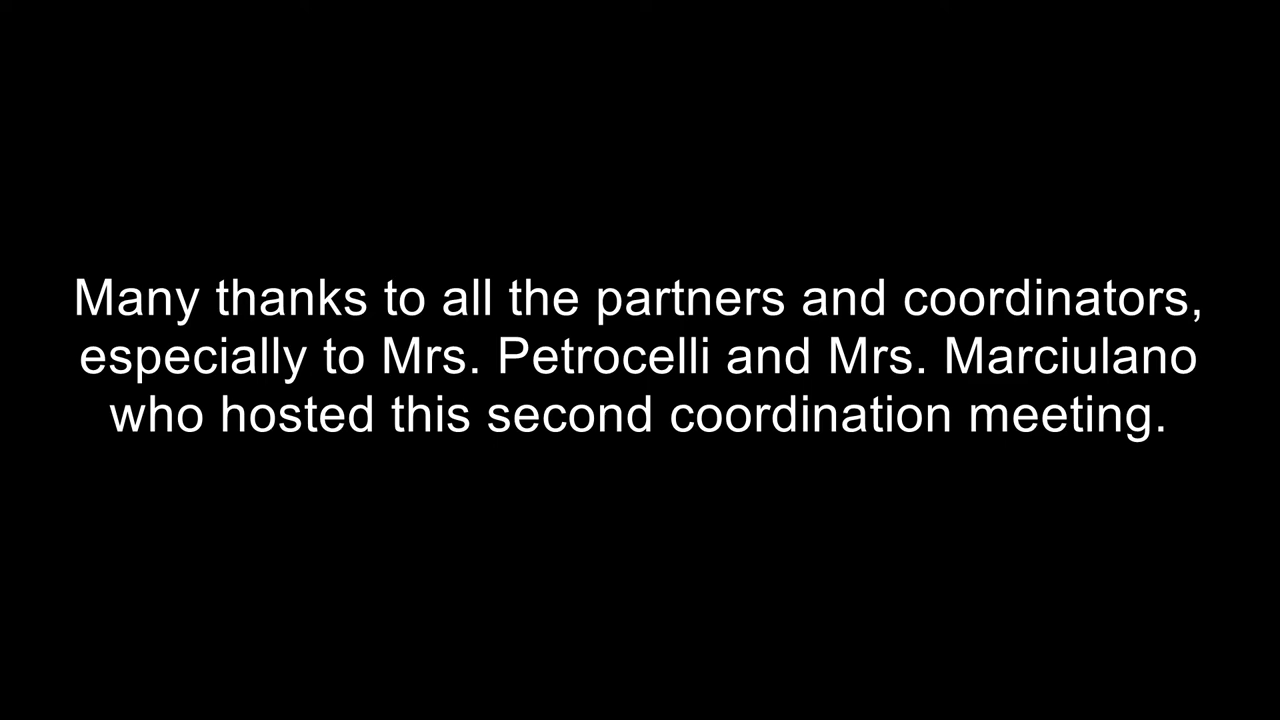 Many thanks to all the partners and coordinators,
especially to Mrs. Petrocelli and Mrs. Marciulano
who hosted this second coordination meeting.